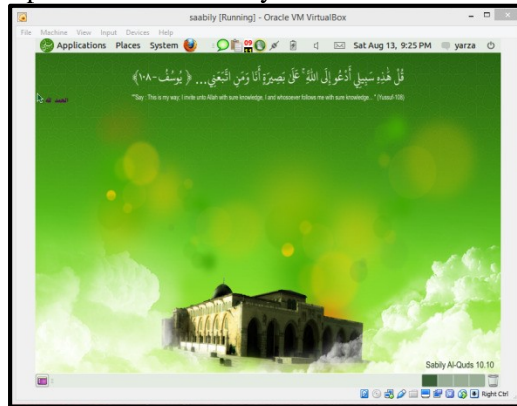 saabily [Running] - Oracle VM VirtualBox
File Machine View Input Devices Help
Applications Places System Sat Aug 13, 9:25 PM yarza
قُلْ هَٰذِهِ سَبِيلِي أَدْعُو إِلَى اللَّهِ ۚ عَلَىٰ بَصِيرَةٍ أَنَا وَمَنِ اتَّبَعَنِي... ﴿ يُوسُفُ-١٠٨﴾
"Say : This is my way; I invite unto Allah with sure knowledge, I and whosoever follows me with sure knowledge .. " (Yussuf-108)
Sabily Al-Quds 10.10
Right Ctrl